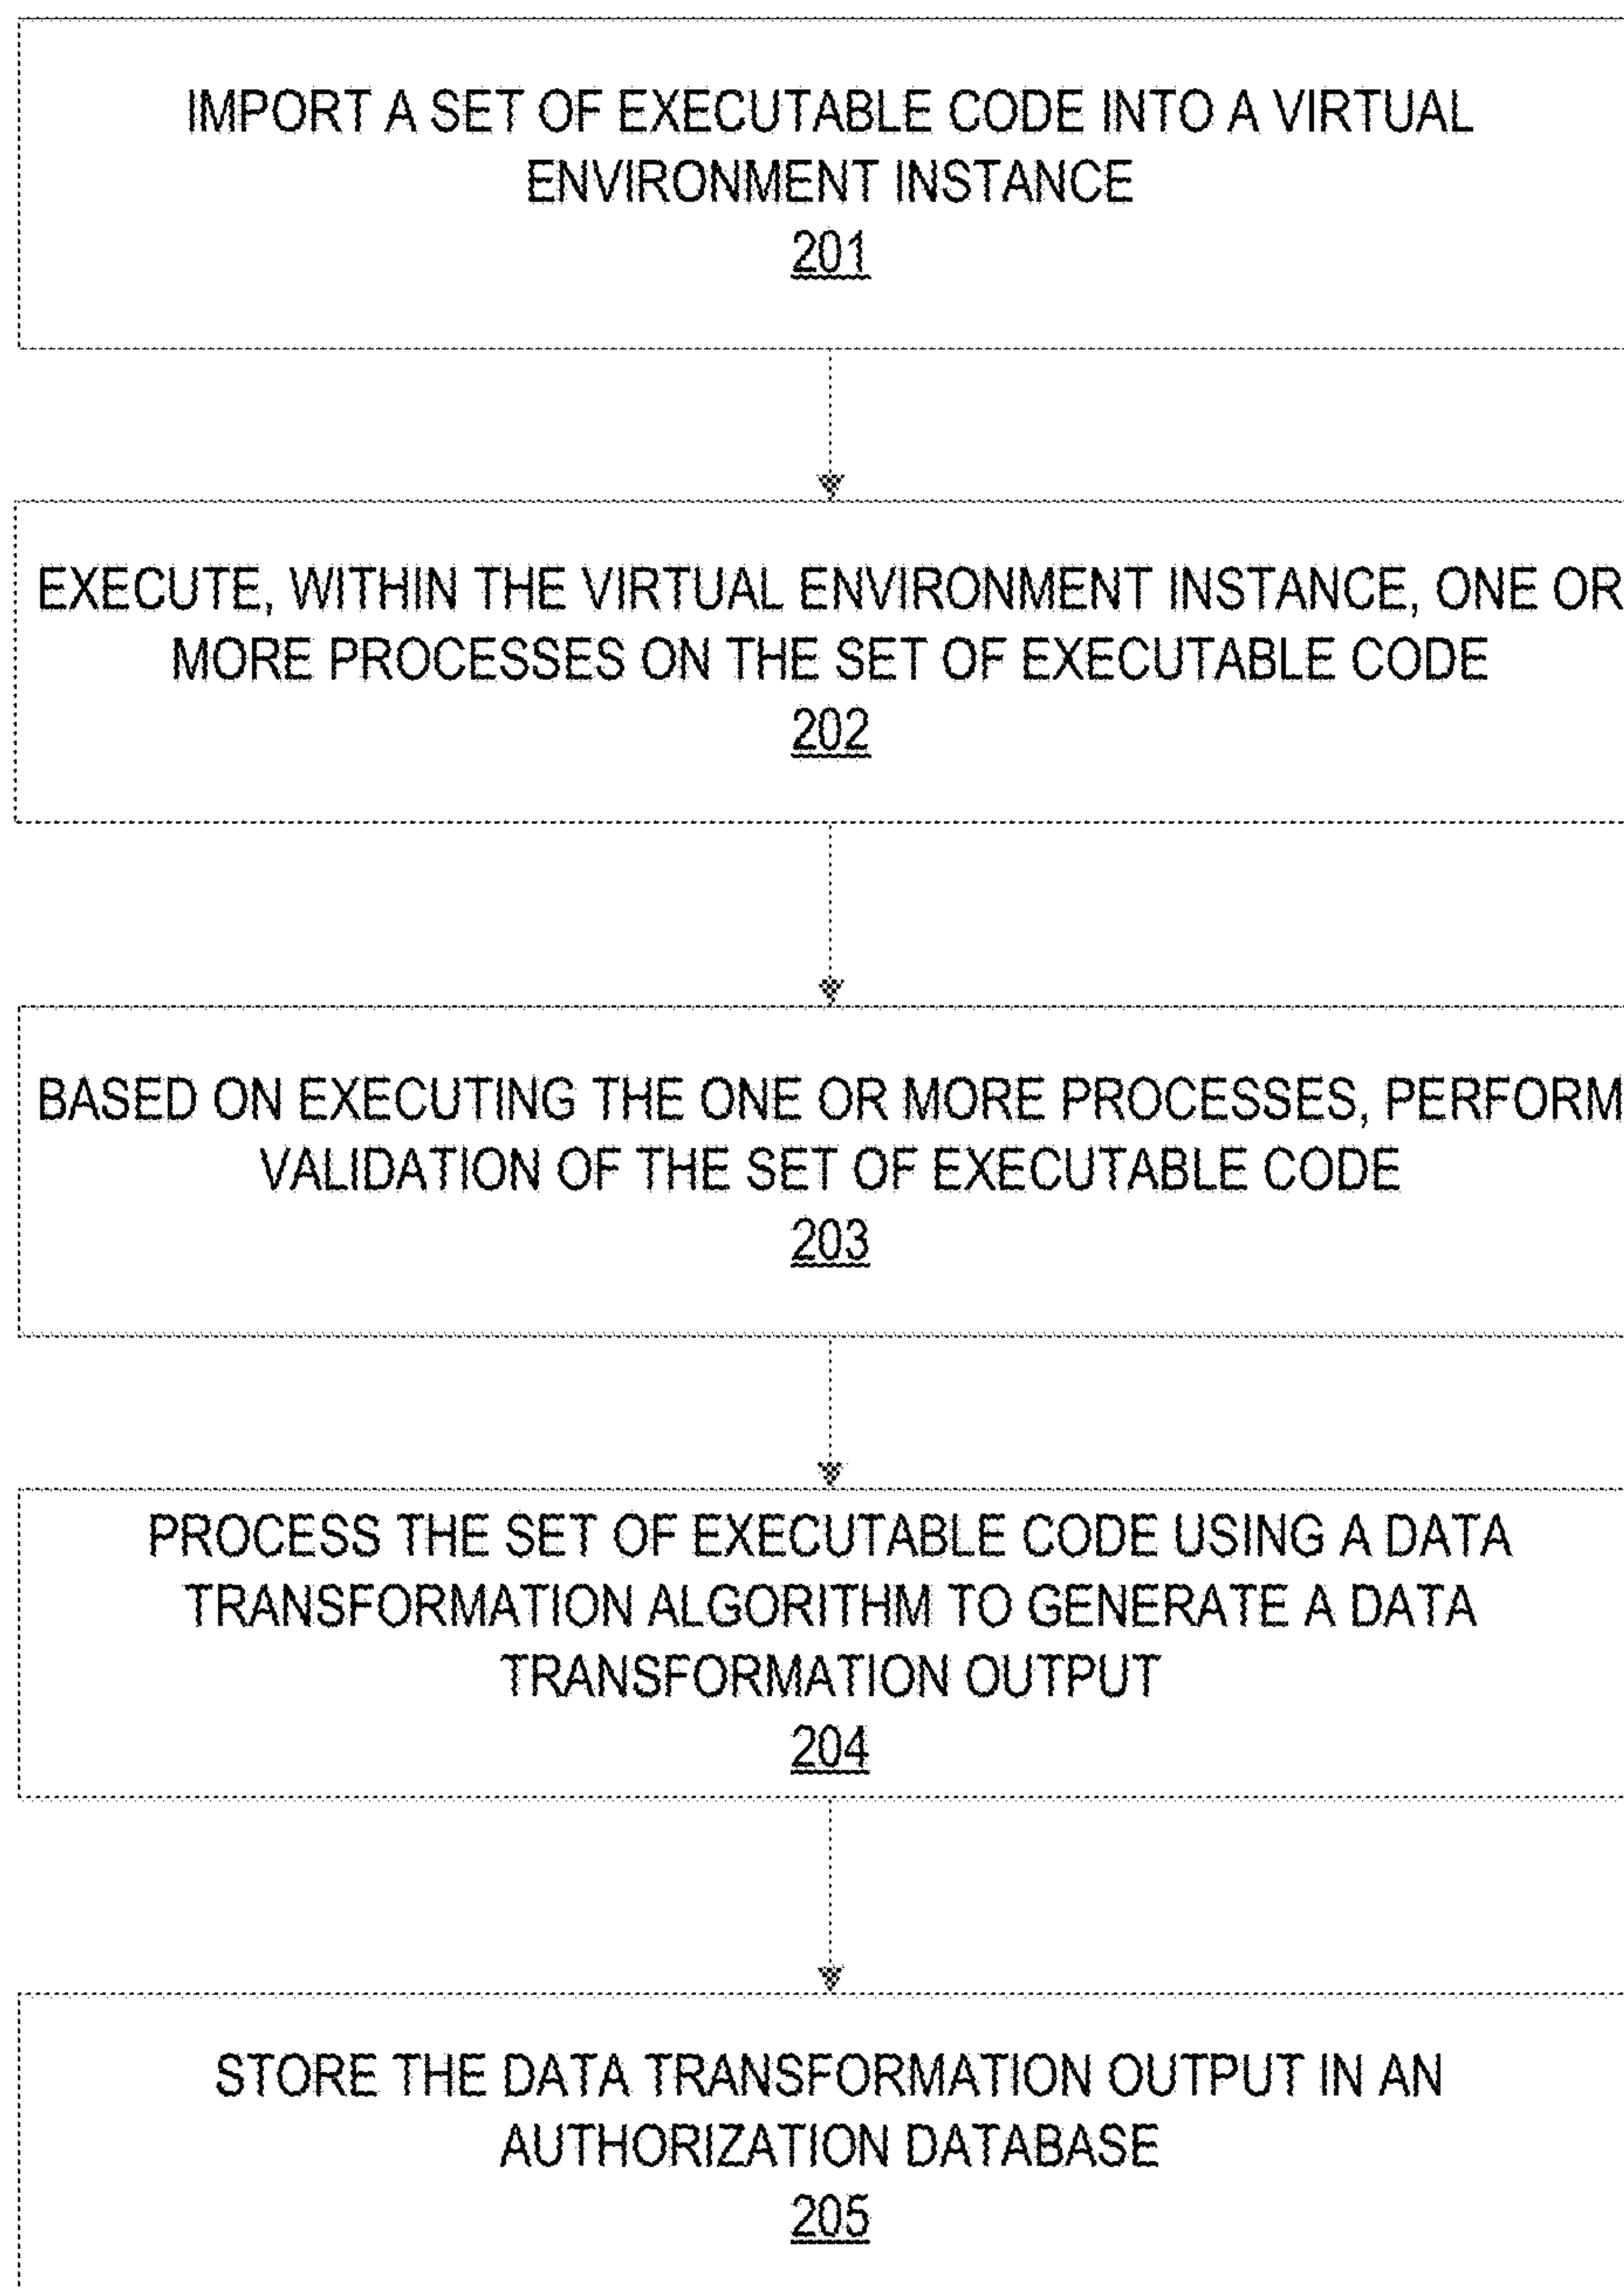 IMPORT A SET OF EXECUTABLE CODE INTO A VIRTUAL
ENVIRONMENT INSTANCE
201
EXECUTE, WITHIN THE VIRTUAL ENVIRONMENT INSTANCE, ONE OR
MORE PROCESSES ON THE SET OF EXECUTABLE CODE
202
BASED ON EXECUTING THE ONE OR MORE PROCESSES, PERFORM
VALIDATION OF THE SET OF EXECUTABLE CODE
203
PROCESS THE SET OF EXECUTABLE CODE USING A DATA
TRANSFORMATION ALGORITHM TO GENERATE A DATA
TRANSFORMATION OUTPUT
204
STORE THE DATA TRANSFORMATION OUTPUT IN AN
AUTHORIZATION DATABASE
205